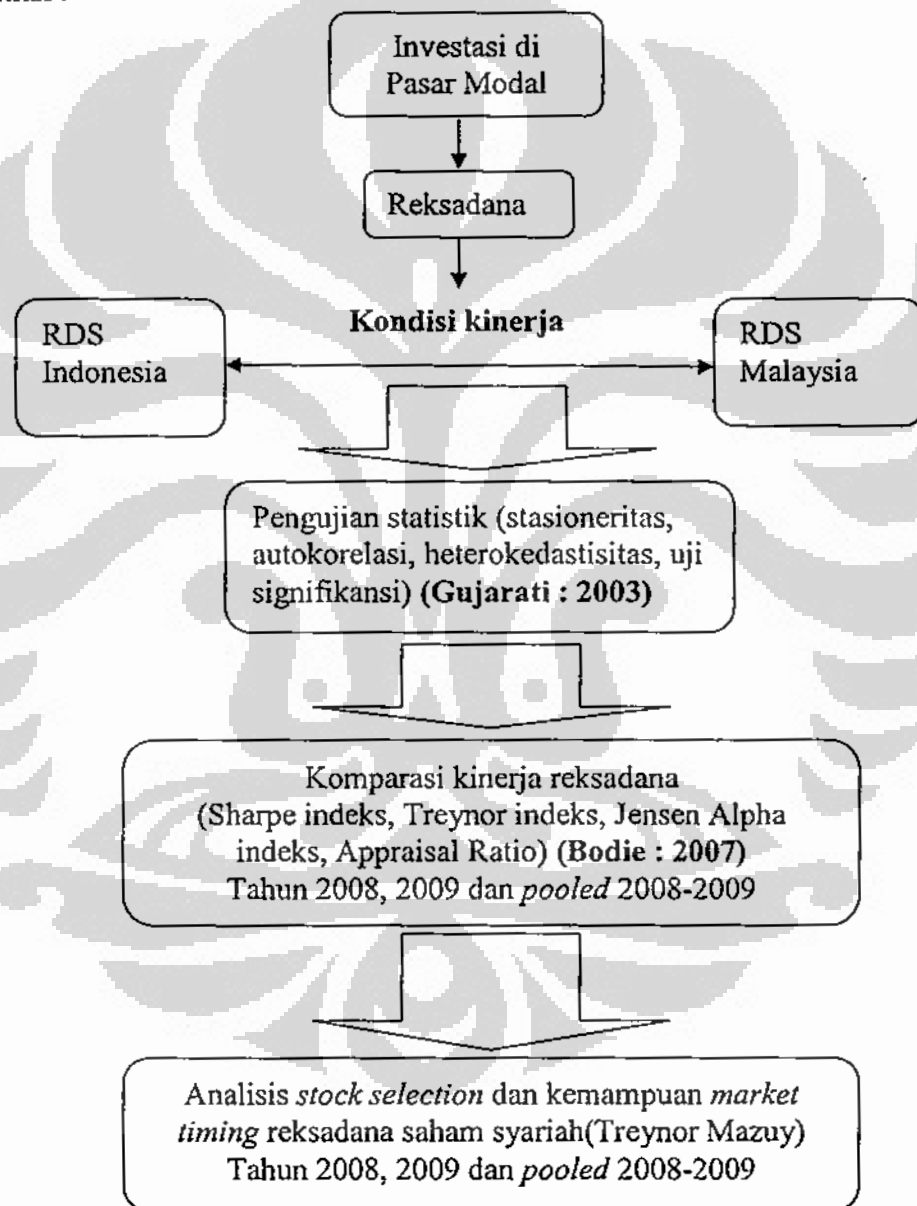 Investasi di
Pasar Modal
Reksadana
Kondisi kinerja
RDS
Indonesia
RDS
Malaysia
Pengujian statistik (stasioneritas,
autokorelasi, heterokedastisitas, uji
signifikansi) (Gujarati : 2003)
Komparasi kinerja reksadana
(Sharpe indeks, Treynor indeks, Jensen Alpha
indeks, Appraisal Ratio) (Bodie : 2007)
Tahun 2008, 2009 dan pooled 2008-2009
Analisis stock selection dan kemampuan market
timing reksadana saham syariah(Treynor Mazuy)
Tahun 2008, 2009 dan pooled 2008-2009